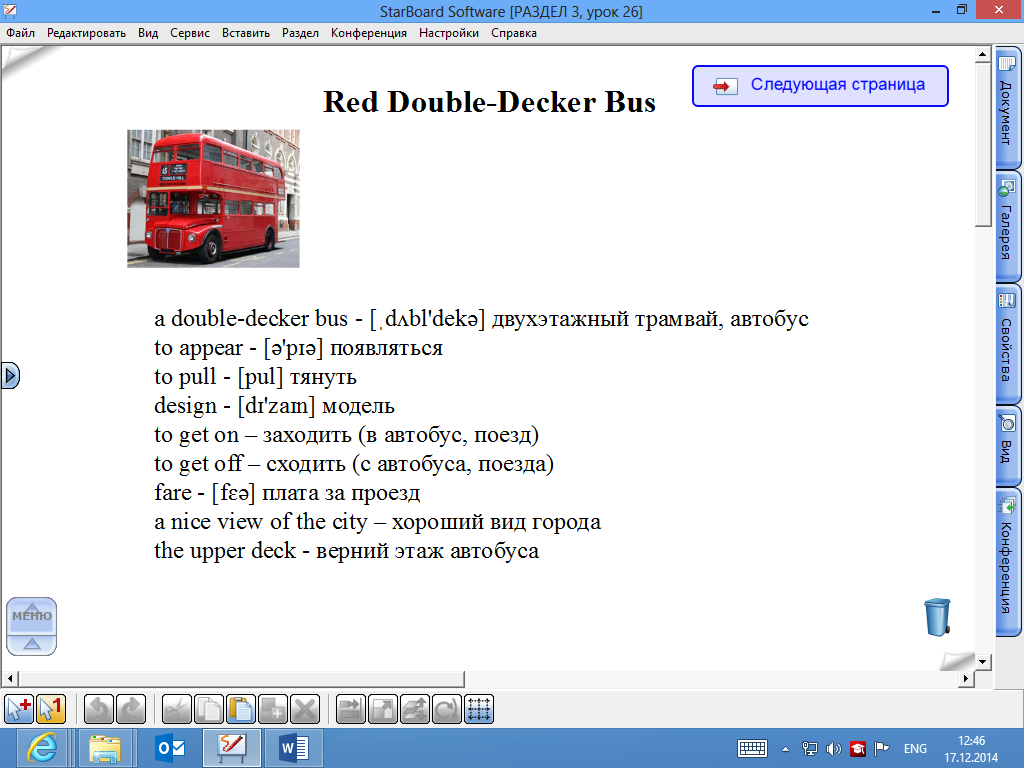 StarBoard Software [РАЗДЕЛ 3, урок 26]
Файл Редактировать Вид Сервис Вставить Раздел Конференция Настройки Справка
Следующая страница
Red Double-Decker Bus
15
a double-decker bus - [ˌdʌbl'dekə] двухэтажный трамвай, автобус
to appear - [ə'pɪə] появляться
to pull - [pul] тянуть
design - [dɪ'zaɪn] модель
to get on – заходить (в автобус, поезд)
to get off – сходить (с автобуса, поезда)
fare - [fɛə] плата за проезд
a nice view of the city – хороший вид города
the upper deck - верний этаж автобуса
Документ
Галерея
Свойства
Вид
Конференция
МЕНЮ
ENG
12:46
17.12.2014